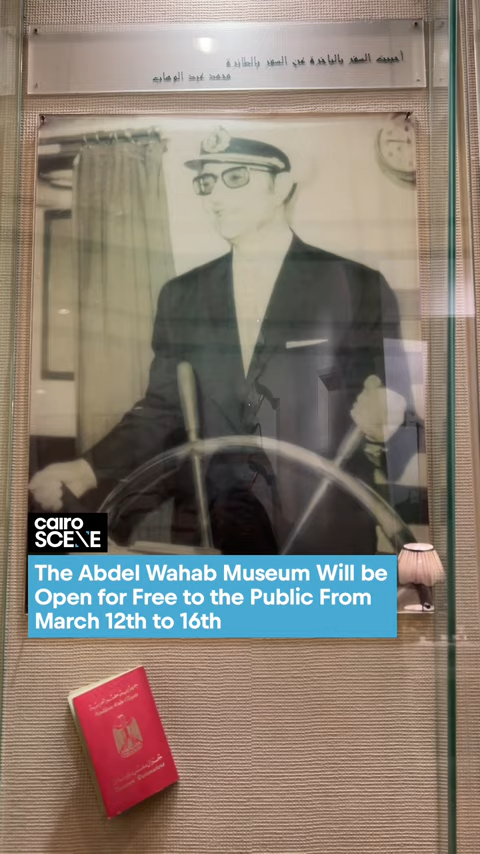 أحببت السفر بالباخرة عن السفر بالطائرة
محمد عبد الوهاب
cairo
SCENE
The Abdel Wahab Museum Will be
Open for Free to the Public From
March 12th to 16th